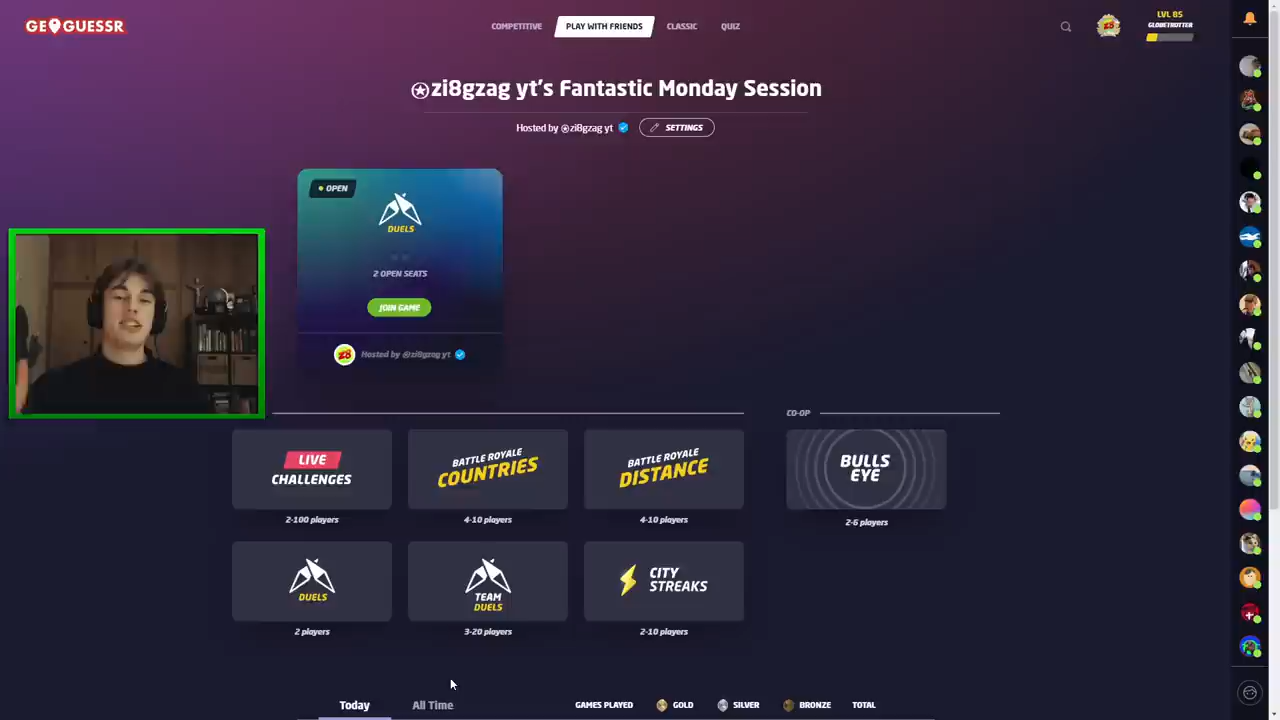 GEOGUESSR
COMPETITIVE
PLAY WITH FRIENDS
CLASSIC
QUIZ
LVL 85
GLOBETROTTER
zi8gzag yt's Fantastic Monday Session
Hosted by @zi8gzag yt
SETTINGS
OPEN
DUELS
2 OPEN SEATS
JOIN GAME
Z8
Hosted by @zi8gzag yt
CO-OP
LIVE
CHALLENGES
2-100 players
BATTLE ROYALE
COUNTRIES
4-10 players
BATTLE ROYALE
DISTANCE
4-10 players
BULLS
EYE
2-6 players
DUELS
2 players
TEAM
DUELS
3-20 players
CITY
STREAKS
2-10 players
Today
All Time
GAMES PLAYED
GOLD
SILVER
BRONZE
TOTAL